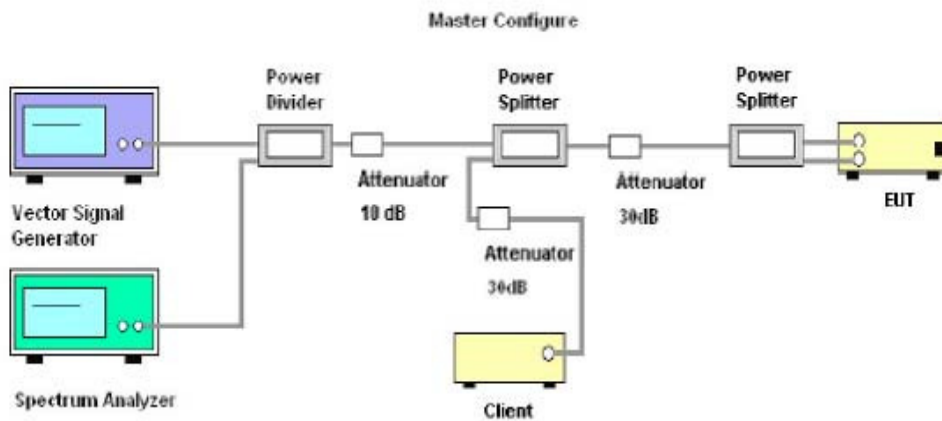 Master Configure
Power
Divider
Power
Splitter
Power
Splitter
Attenuator
10 dB
Attenuator
30dB
EUT
Vector Signal
Generator
Attenuator
30dB
Spectrum Analyzer
Client